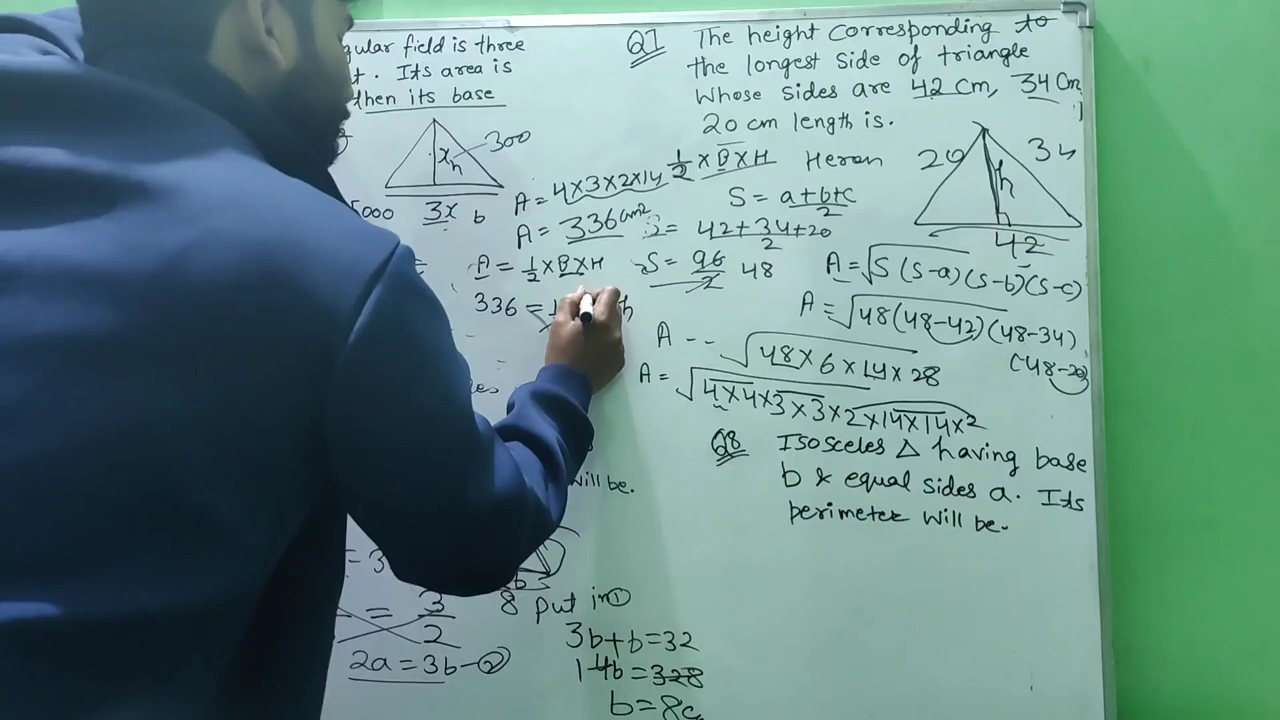 gular field is three
t. Its area is
then its base
300
x
h
5000
3x b
Q7 The height corresponding to
the longest side of triangle
Whose sides are 42 cm, 34 Cm
20 cm length is.
1/2 × B × H Heron
S = a+b+c/2
S = 42+34+20/2
S = 96/2 48
20
34
h
42
A = 4×3×2×14
A = 336 cm²
A = 1/2 × B × H
336 =
h
A = √S (S-a)(S-b)(S-c)
A = √48(48-42)(48-34)
(48-20)
A -- √48×6×14×28
A = √4×4×3×3×2×14×14×2
Q8 Isosceles △ having base
b & equal sides a. Its
perimeter will be.
will be.
= 3
= 3/2
2a = 3b - ②
8 Put in ①
3b+b=32
14b = 328
b = 8c